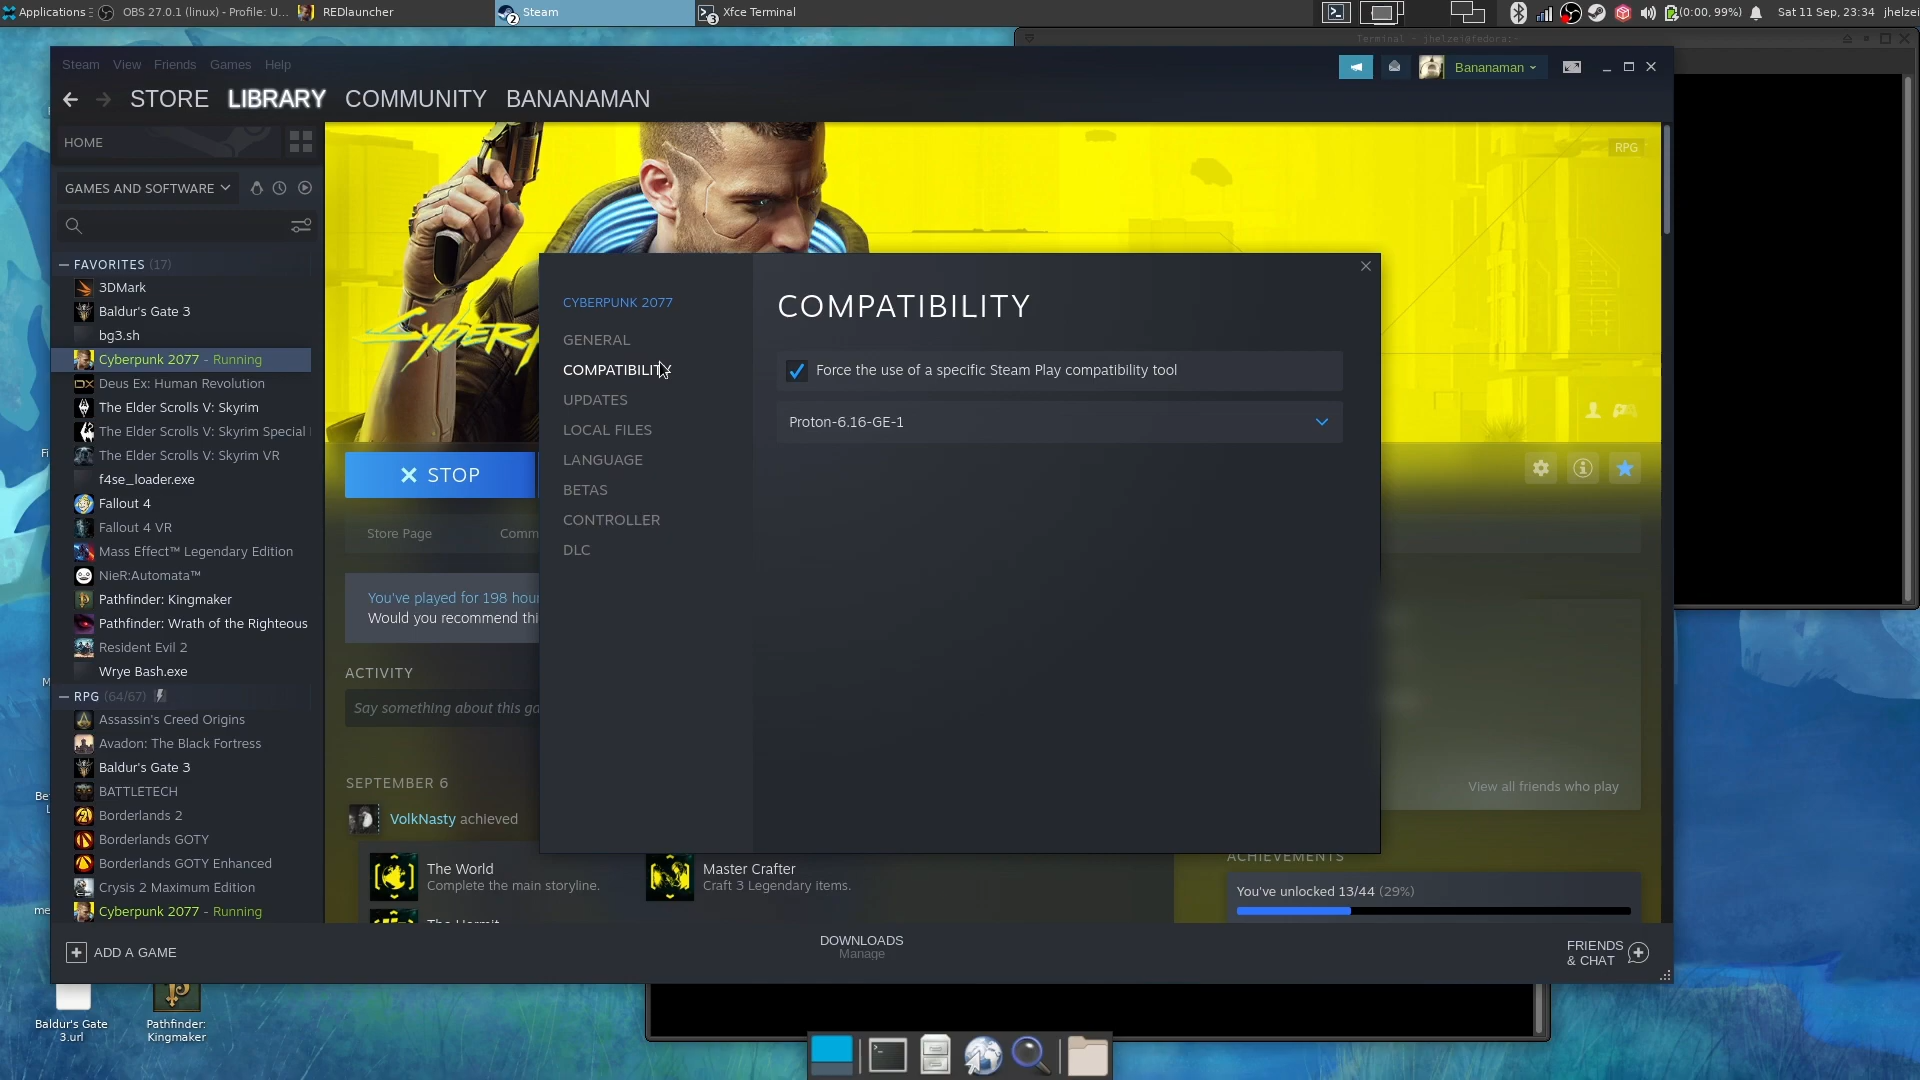 Applications
OBS 27.0.1 (linux) - Profile: U...
REDlauncher
2
Steam
3
Xfce Terminal
(0:00, 99%)
Sat 11 Sep, 23:34
jhelzei
Terminal - jhelzei@fedora:~
Steam View Friends Games Help
Bananaman
STORE LIBRARY COMMUNITY BANANAMAN
HOME
GAMES AND SOFTWARE
RPG
FAVORITES (17)
3DMark
Baldur's Gate 3
bg3.sh
Cyberpunk 2077 - Running
Deus Ex: Human Revolution
The Elder Scrolls V: Skyrim
The Elder Scrolls V: Skyrim Special
The Elder Scrolls V: Skyrim VR
f4se_loader.exe
Fallout 4
Fallout 4 VR
Mass Effect™ Legendary Edition
NieR:Automata™
Pathfinder: Kingmaker
Pathfinder: Wrath of the Righteous
Resident Evil 2
Wrye Bash.exe
RPG (64/67)
Assassin's Creed Origins
Avadon: The Black Fortress
Baldur's Gate 3
BATTLETECH
Borderlands 2
Borderlands GOTY
Borderlands GOTY Enhanced
Crysis 2 Maximum Edition
Cyberpunk 2077 - Running
CYBERPUNK 2077
GENERAL
COMPATIBILITY
UPDATES
LOCAL FILES
LANGUAGE
BETAS
CONTROLLER
DLC
COMPATIBILITY
Force the use of a specific Steam Play compatibility tool
Proton-6.16-GE-1
STOP
Store Page
Comm
You've played for 198 hou
Would you recommend thi
ACTIVITY
Say something about this ga
View all friends who play
SEPTEMBER 6
VolkNasty achieved
The World
Complete the main storyline.
Master Crafter
Craft 3 Legendary items.
The Hermit
ACHIEVEMENTS
You've unlocked 13/44 (29%)
ADD A GAME
DOWNLOADS
Manage
FRIENDS
& CHAT
Baldur's Gate
3.url
Pathfinder:
Kingmaker